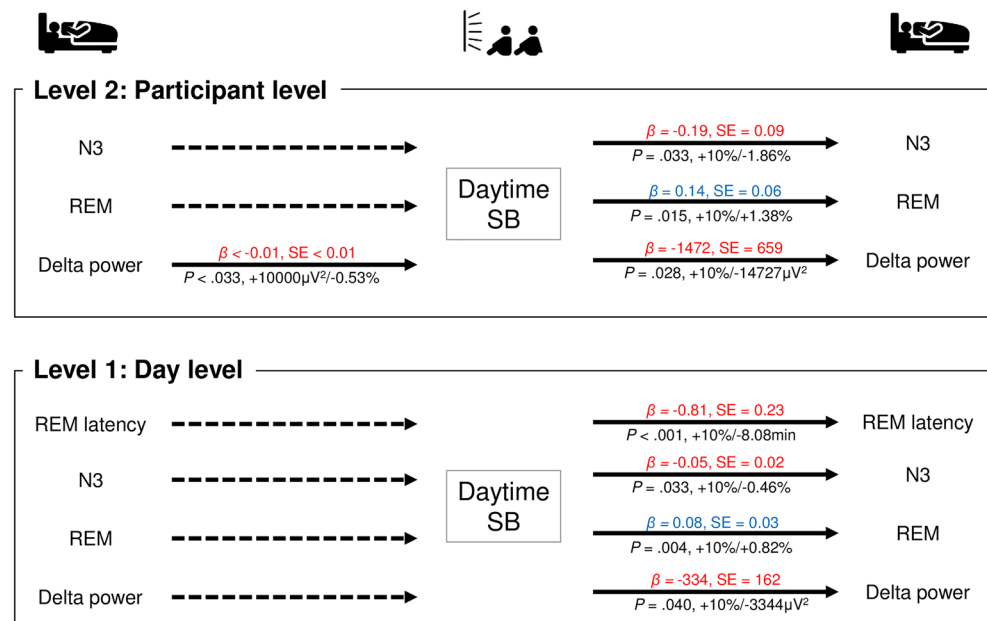 Level 2: Participant level
N3
β = -0.19, SE = 0.09
P = .033, +10%/-1.86%
N3
REM
Daytime
SB
β = 0.14, SE = 0.06
P = .015, +10%/+1.38%
REM
Delta power
β < -0.01, SE < 0.01
P < .033, +10000µV²/-0.53%
β = -1472, SE = 659
P = .028, +10%/-14727µV²
Delta power
Level 1: Day level
REM latency
β = -0.81, SE = 0.23
P < .001, +10%/-8.08min
REM latency
N3
β = -0.05, SE = 0.02
P = .033, +10%/-0.46%
N3
Daytime
SB
REM
β = 0.08, SE = 0.03
P = .004, +10%/+0.82%
REM
Delta power
β = -334, SE = 162
P = .040, +10%/-3344µV²
Delta power